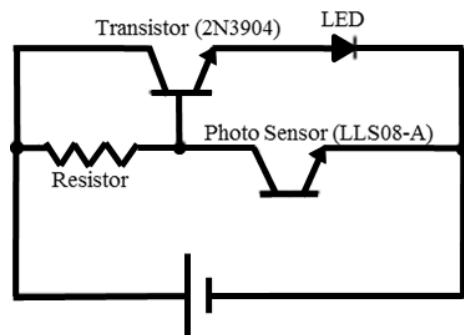 LED
Transistor (2N3904)
Photo Sensor (LLS08-A)
Resistor